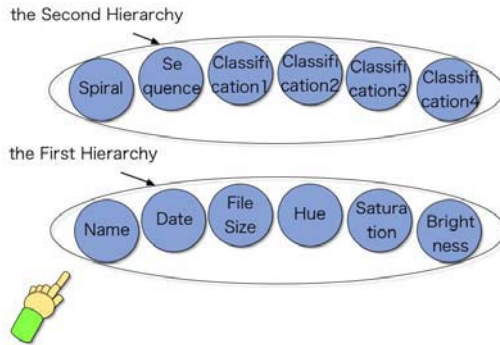 the Second Hierarchy
Spiral
Se
quence
Classifi
cation1
Classifi
cation2
Classifi
cation3
Classifi
cation4
the First Hierarchy
Name
Date
File
Size
Hue
Satura
tion
Bright
ness